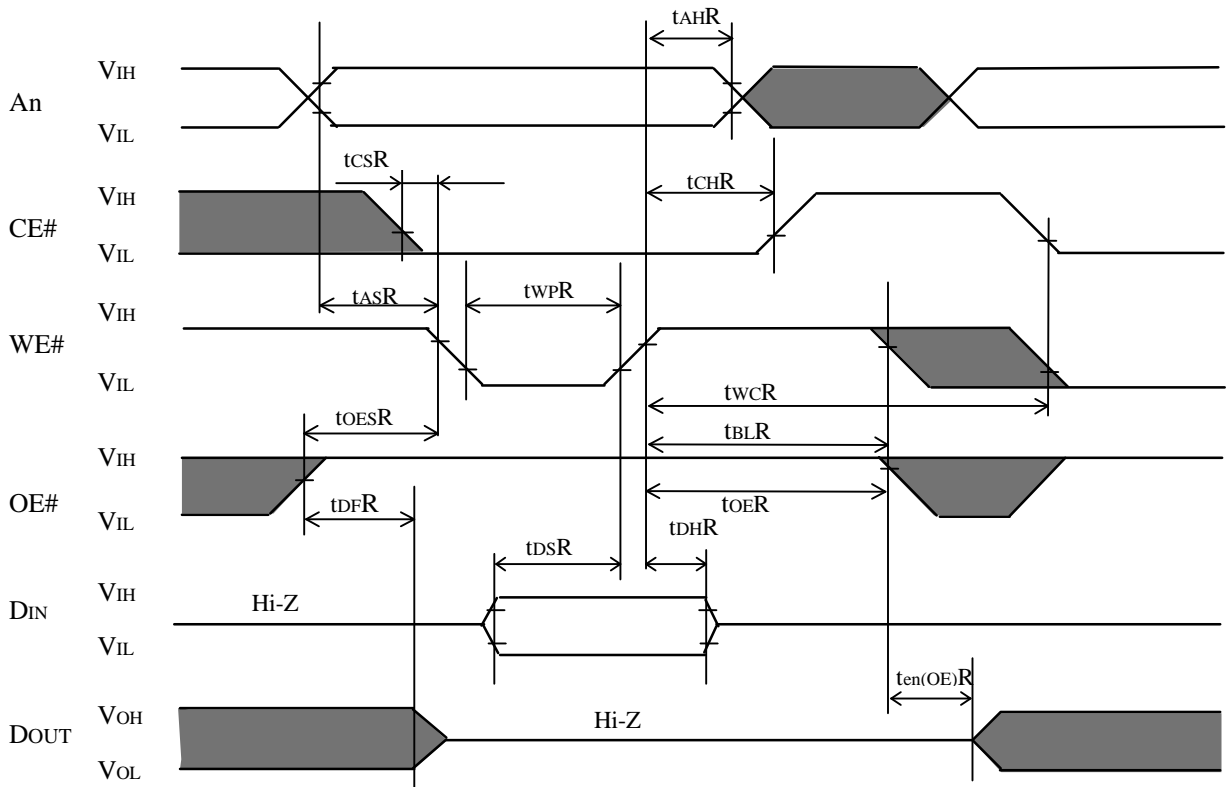 tAHR
VIH
An
VIL
tCSR
VIH
tCHR
CE#
VIL
tASR
tWPR
VIH
WE#
VIL
tWCR
tOESR
tBLR
VIH
OE#
tOER
VIL
tDFR
tDHR
tDSR
VIH
Hi-Z
DIN
VIL
ten(OE)R
VOH
Hi-Z
DOUT
VOL